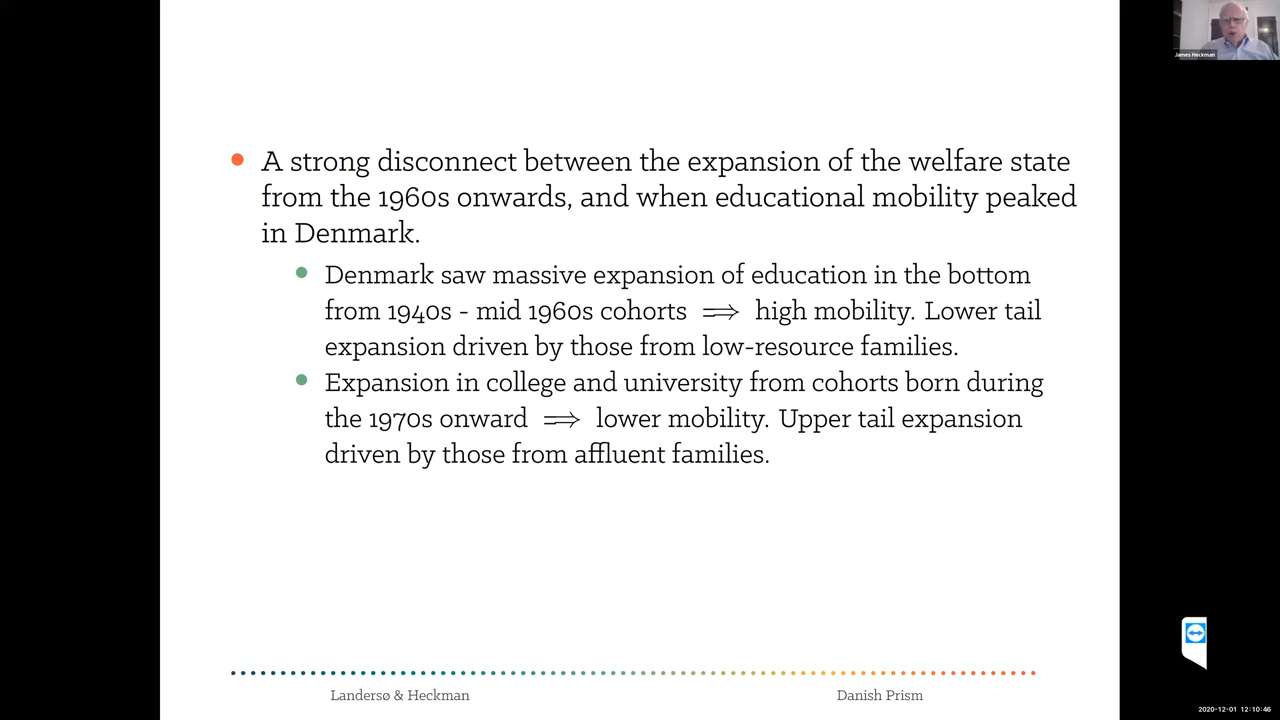 James Heckman
A strong disconnect between the expansion of the welfare state
from the 1960s onwards, and when educational mobility peaked
in Denmark.
Denmark saw massive expansion of education in the bottom
from 1940s - mid 1960s cohorts ⟹ high mobility. Lower tail
expansion driven by those from low-resource families.
Expansion in college and university from cohorts born during
the 1970s onward ⟹ lower mobility. Upper tail expansion
driven by those from affluent families.
Landersø & Heckman
Danish Prism
2020-12-01 12:10:46